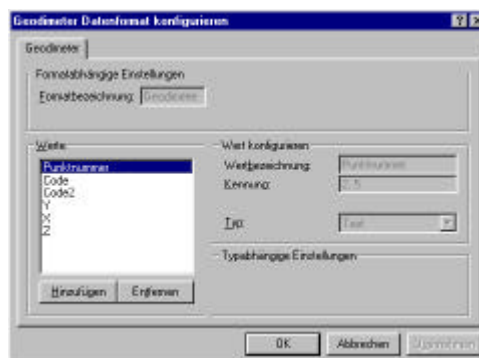 Geodimeter Datenformat konfigurieren
Geodimeter
Formatabhängige Einstellungen
Formatbezeichnung: Geodimeter
Werte
Punktnummer
Code
Code2
Y
X
Z
Hinzufügen Entfernen
Wert konfigurieren
Wertbezeichnung: Punktnummer
Kennung:
Typ: Text
Typabhängige Einstellungen
OK Abbrechen Übernehmen